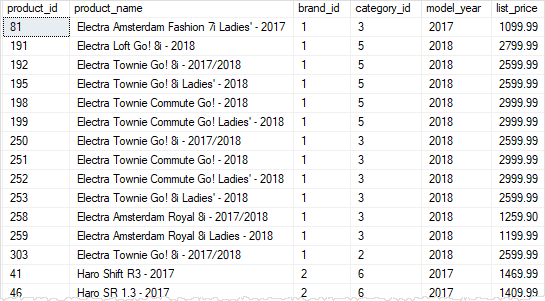 product_id product_name brand_id category_id model_year list_price
81 Electra Amsterdam Fashion 7i Ladies' - 2017 1 3 2017 1099.99
191 Electra Loft Go! 8i - 2018 1 5 2018 2799.99
192 Electra Townie Go! 8i - 2017/2018 1 5 2018 2599.99
195 Electra Townie Go! 8i Ladies' - 2018 1 5 2018 2599.99
198 Electra Townie Commute Go! - 2018 1 5 2018 2999.99
199 Electra Townie Commute Go! Ladies' - 2018 1 5 2018 2999.99
250 Electra Townie Go! 8i - 2017/2018 1 3 2018 2599.99
251 Electra Townie Commute Go! - 2018 1 3 2018 2999.99
252 Electra Townie Commute Go! Ladies' - 2018 1 3 2018 2999.99
253 Electra Townie Go! 8i Ladies' - 2018 1 3 2018 2599.99
258 Electra Amsterdam Royal 8i - 2017/2018 1 3 2018 1259.90
259 Electra Amsterdam Royal 8i Ladies - 2018 1 3 2018 1199.99
303 Electra Townie Go! 8i - 2017/2018 1 2 2018 2599.99
41 Haro Shift R3 - 2017 2 6 2017 1469.99
46 Haro SR 1.3 - 2017 2 6 2017 1409.99